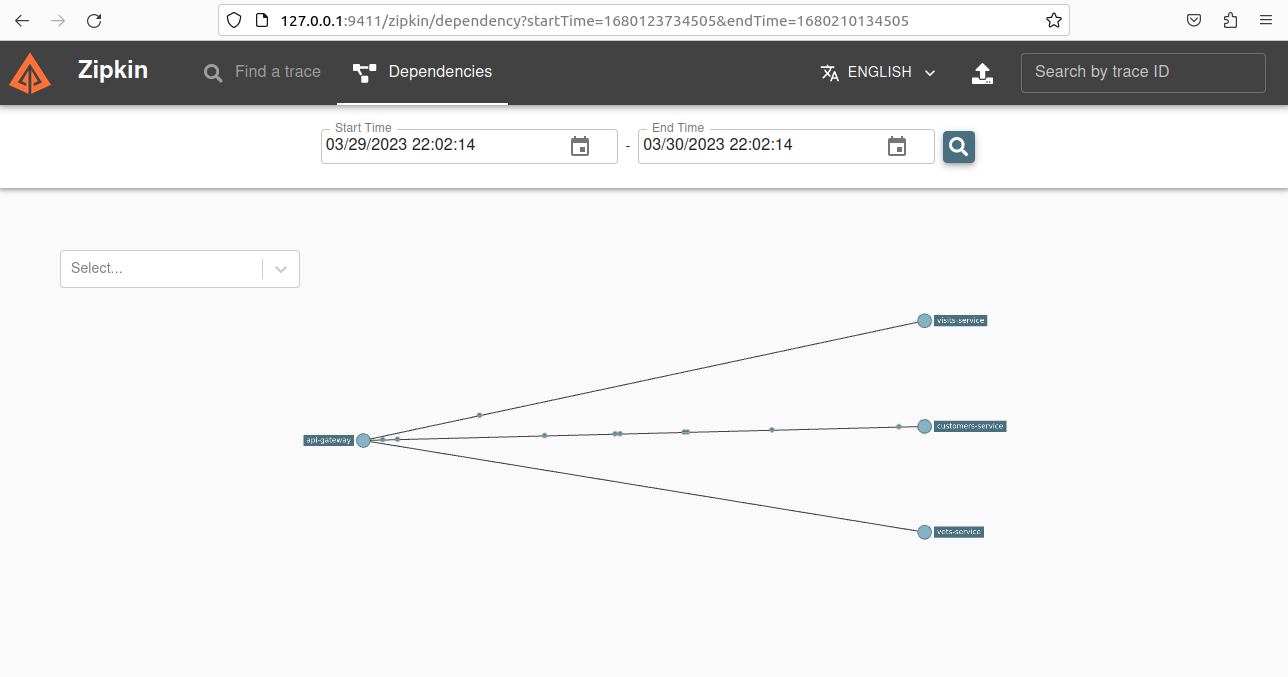 127.0.0.1:9411/zipkin/dependency?startTime=1680123734505&endTime=1680210134505
Zipkin
Find a trace
Dependencies
ENGLISH
Search by trace ID
Start Time
03/29/2023 22:02:14
-
End Time
03/30/2023 22:02:14
Select...
visits-service
api-gateway
customers-service
vets-service